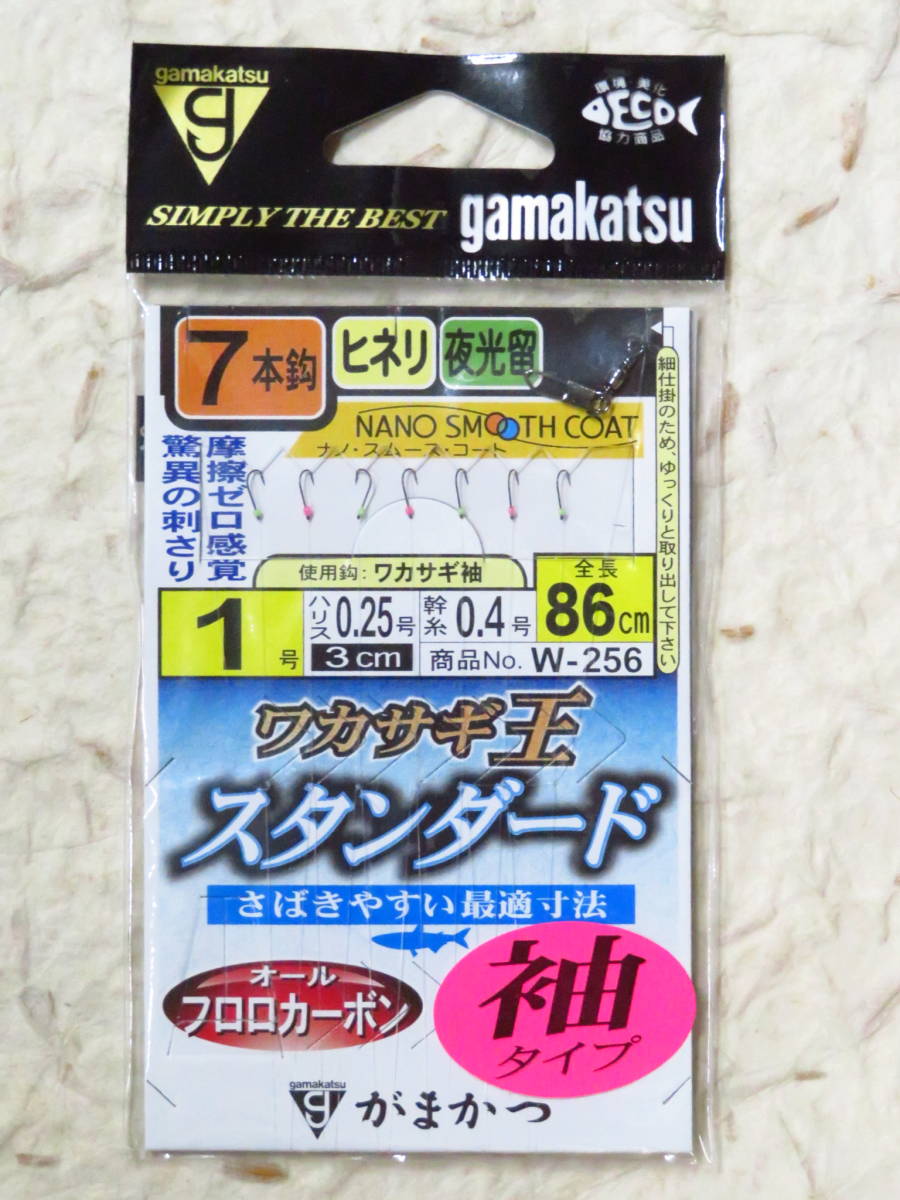 gamakatsu
g
SIMPLY THE BEST
環境 美化
ECO
協力商品
gamakatsu
7本鈎
ヒネリ
夜光留
NANO SMOOTH COAT
ナノ・スムース・コート
摩擦ゼロ感覚
驚異の刺さり
細仕掛のため、ゆっくりと取り出して下さい
使用鈎:ワカサギ袖
1号
ハリス0.25号
3cm
幹糸0.4号
全長
86cm
商品No. W-256
ワカサギ王
スタンダード
さばきやすい最適寸法
オール
フロロカーボン
袖
タイプ
gamakatsu
g
がまかつ